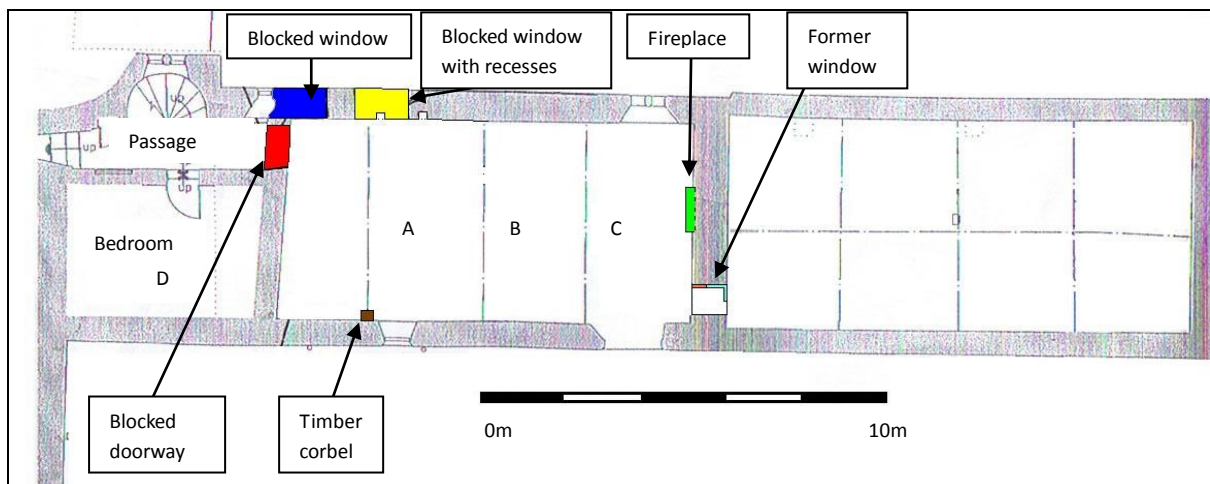 Blocked window
Blocked window
with recesses
Fireplace
Former
window
up
up
Passage
up
A
B
C
Bedroom
D
Blocked
doorway
Timber
corbel
0m
10m